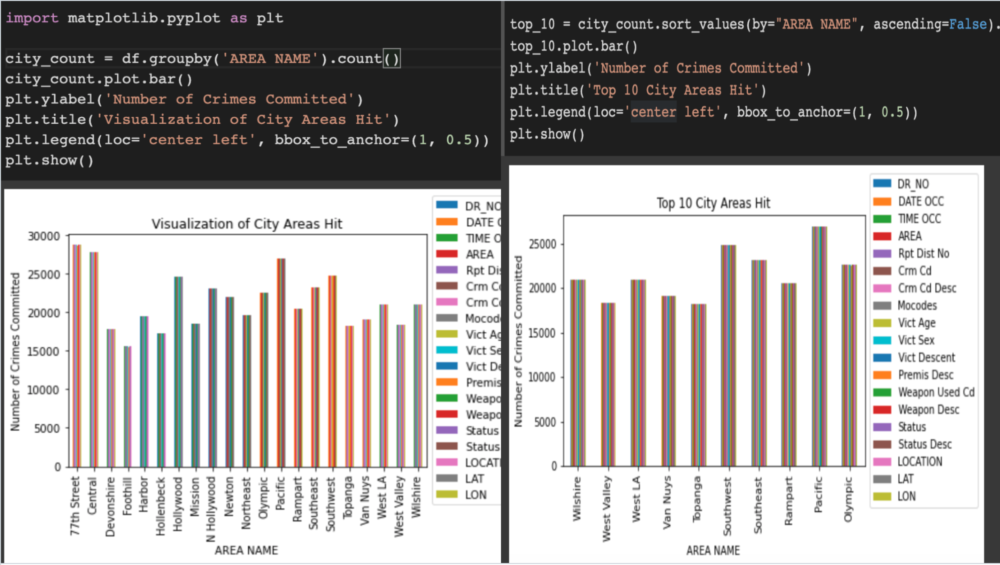 import matplotlib.pyplot as plt
city_count = df.groupby('AREA NAME').count()
city_count.plot.bar()
plt.ylabel('Number of Crimes Committed')
plt.title('Visualization of City Areas Hit')
plt.legend(loc='center left', bbox_to_anchor=(1, 0.5))
plt.show()
Visualization of City Areas Hit
Number of Crimes Committed
30000
25000
20000
15000
10000
5000
0
77th Street
Central
Devonshire
Foothill
Harbor
Hollenbeck
Hollywood
Mission
N Hollywood
Newton
Northeast
Olympic
Pacific
Rampart
Southeast
Southwest
Topanga
Van Nuys
West LA
West Valley
Wilshire
AREA NAME
DR_NO
DATE O
TIME O
AREA
Rpt Dis
Crm Co
Crm Co
Mocode
Vict Ag
Vict Se
Vict De
Premis
Weapo
Weapo
Status
Status
LOCATI
LAT
LON
top_10 = city_count.sort_values(by="AREA NAME", ascending=False).
top_10.plot.bar()
plt.ylabel('Number of Crimes Committed')
plt.title('Top 10 City Areas Hit')
plt.legend(loc='center left', bbox_to_anchor=(1, 0.5))
plt.show()
Top 10 City Areas Hit
Number of Crimes Committed
25000
20000
15000
10000
5000
0
Wilshire
West Valley
West LA
Van Nuys
Topanga
Southwest
Southeast
Rampart
Pacific
Olympic
AREA NAME
DR_NO
DATE OCC
TIME OCC
AREA
Rpt Dist No
Crm Cd
Crm Cd Desc
Mocodes
Vict Age
Vict Sex
Vict Descent
Premis Desc
Weapon Used Cd
Weapon Desc
Status
Status Desc
LOCATION
LAT
LON